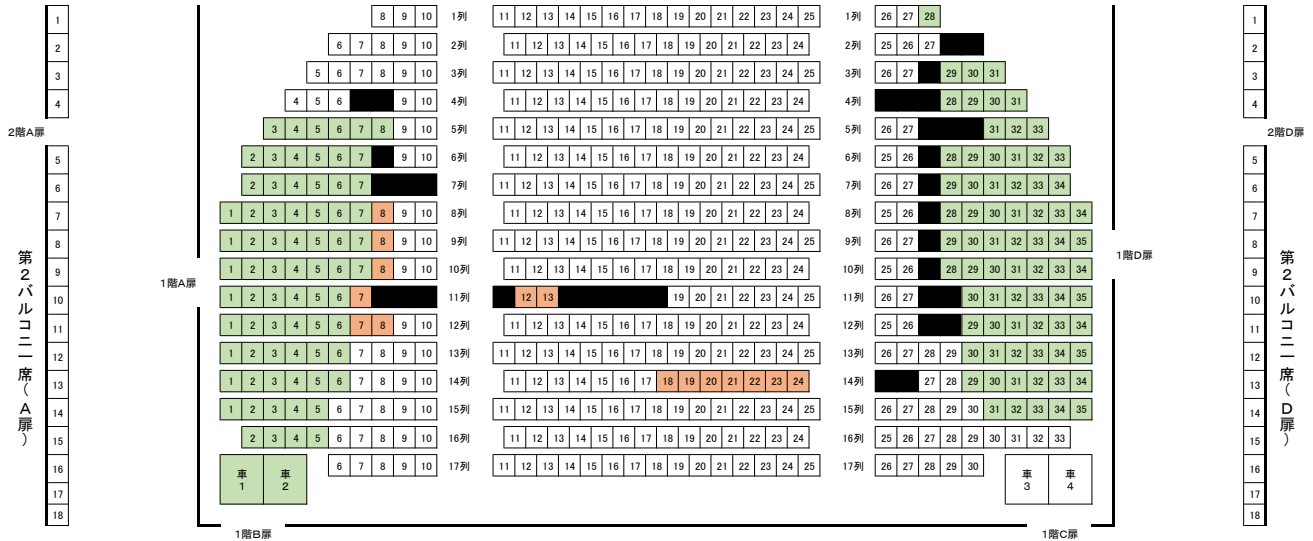 1 8 9 10 1列 11 12 13 14 15 16 17 18 19 20 21 22 23 24 25 1列 26 27 28 1
2 6 7 8 9 10 2列 11 12 13 14 15 16 17 18 19 20 21 22 23 24 2列 25 26 27 2
3 5 6 7 8 9 10 3列 11 12 13 14 15 16 17 18 19 20 21 22 23 24 25 3列 26 27 29 30 31 3
4 4 5 6 9 10 4列 11 12 13 14 15 16 17 18 19 20 21 22 23 24 4列 28 29 30 31 4
2階A扉 3 4 5 6 7 8 9 10 5列 11 12 13 14 15 16 17 18 19 20 21 22 23 24 25 5列 26 27 31 32 33 2階D扉
5 2 3 4 5 6 7 9 10 6列 11 12 13 14 15 16 17 18 19 20 21 22 23 24 6列 25 26 28 29 30 31 32 33 5
6 2 3 4 5 6 7 7列 11 12 13 14 15 16 17 18 19 20 21 22 23 24 25 7列 26 27 29 30 31 32 33 34 6
7 1 2 3 4 5 6 7 8 9 10 8列 11 12 13 14 15 16 17 18 19 20 21 22 23 24 8列 25 26 28 29 30 31 32 33 34 7
8 1 2 3 4 5 6 7 8 9 10 9列 11 12 13 14 15 16 17 18 19 20 21 22 23 24 25 9列 26 27 29 30 31 32 33 34 35 8
9 1 2 3 4 5 6 7 8 9 10 10列 11 12 13 14 15 16 17 18 19 20 21 22 23 24 10列 25 26 28 29 30 31 32 33 34 9
1階A扉
1階D扉
10 1 2 3 4 5 6 7 11列 12 13 19 20 21 22 23 24 25 11列 26 27 30 31 32 33 34 35 10
11 1 2 3 4 5 6 7 8 9 10 12列 11 12 13 14 15 16 17 18 19 20 21 22 23 24 12列 25 26 29 30 31 32 33 34 11
12 1 2 3 4 5 6 7 8 9 10 13列 11 12 13 14 15 16 17 18 19 20 21 22 23 24 25 13列 26 27 28 29 30 31 32 33 34 35 12
13 1 2 3 4 5 6 7 8 9 10 14列 11 12 13 14 15 16 17 18 19 20 21 22 23 24 14列 27 28 29 30 31 32 33 34 13
14 1 2 3 4 5 6 7 8 9 10 15列 11 12 13 14 15 16 17 18 19 20 21 22 23 24 25 15列 26 27 28 29 30 31 32 33 34 35 14
15 2 3 4 5 6 7 8 9 10 16列 11 12 13 14 15 16 17 18 19 20 21 22 23 24 16列 25 26 27 28 29 30 31 32 33 15
16 6 7 8 9 10 17列 11 12 13 14 15 16 17 18 19 20 21 22 23 24 25 17列 26 27 28 29 30 16
車1 車2 車3 車4
17 17
18 18
第2バルコニー席(A扉)
第2バルコニー席(D扉)
1階B扉
1階C扉